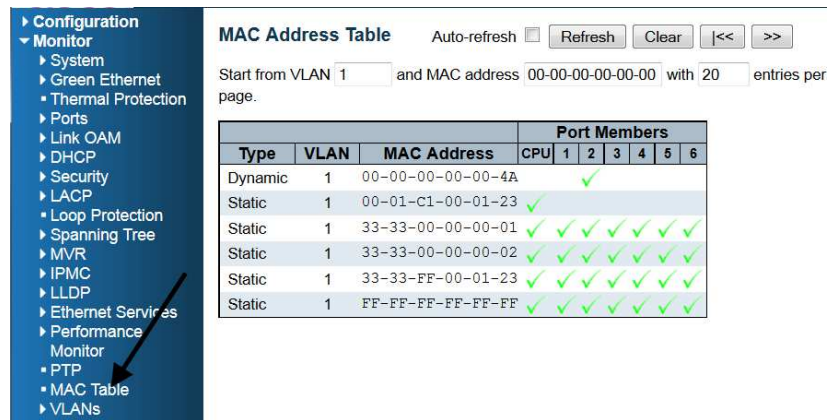 Configuration
Monitor
System
Green Ethernet
Thermal Protection
Ports
Link OAM
DHCP
Security
LACP
Loop Protection
Spanning Tree
MVR
IPMC
LLDP
Ethernet Services
Performance
Monitor
PTP
MAC Table
VLANs
MAC Address Table Auto-refresh Refresh Clear |<< >>
Start from VLAN 1 and MAC address 00-00-00-00-00-00 with 20 entries per
page.
Port Members
Type VLAN MAC Address CPU 1 2 3 4 5 6
Dynamic 1 00-00-00-00-00-4A
Static 1 00-01-C1-00-01-23
Static 1 33-33-00-00-00-01
Static 1 33-33-00-00-00-02
Static 1 33-33-FF-00-01-23
Static 1 FF-FF-FF-FF-FF-FF